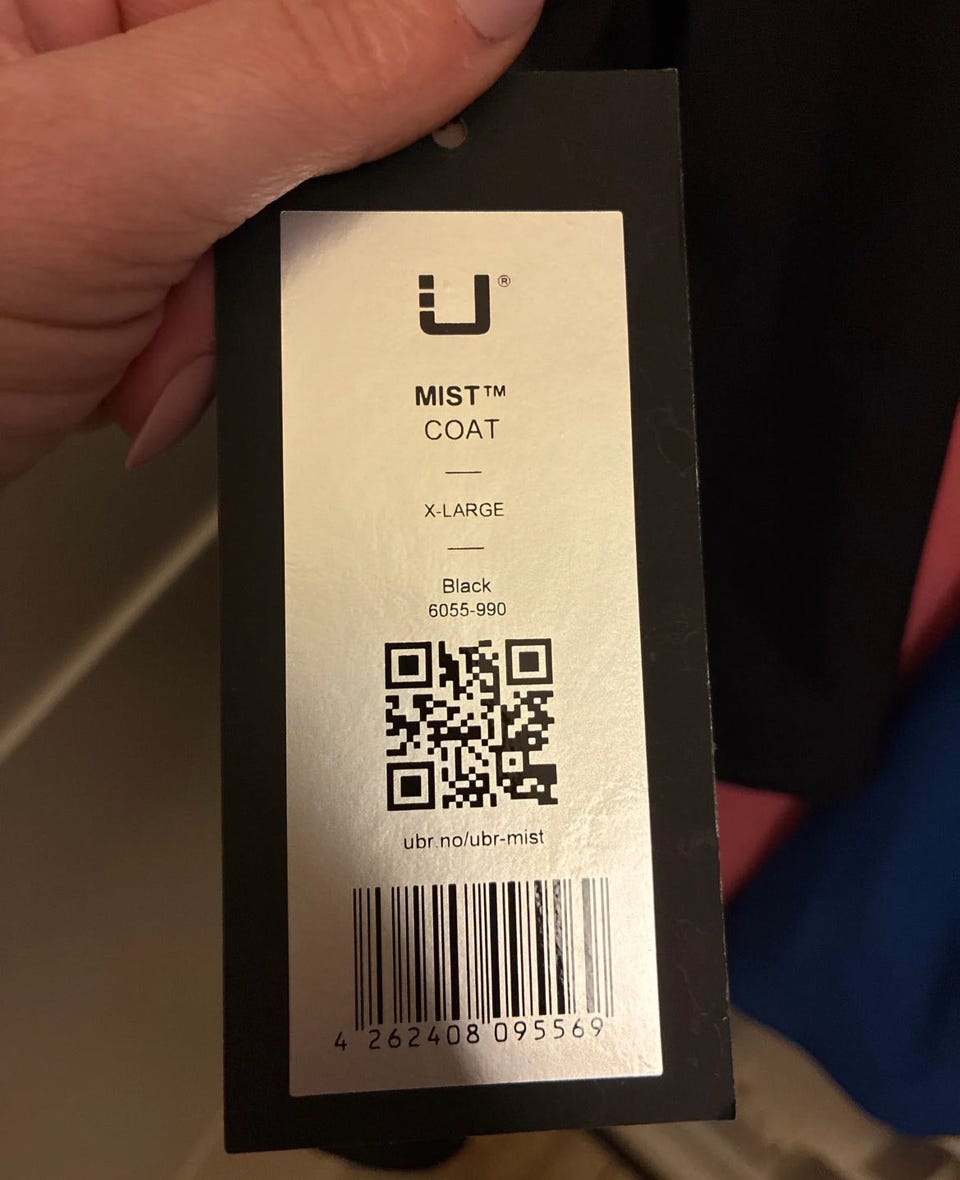 U®
MIST™
COAT
X-LARGE
Black
6055-990
ubr.no/ubr-mist
4 262408 095569